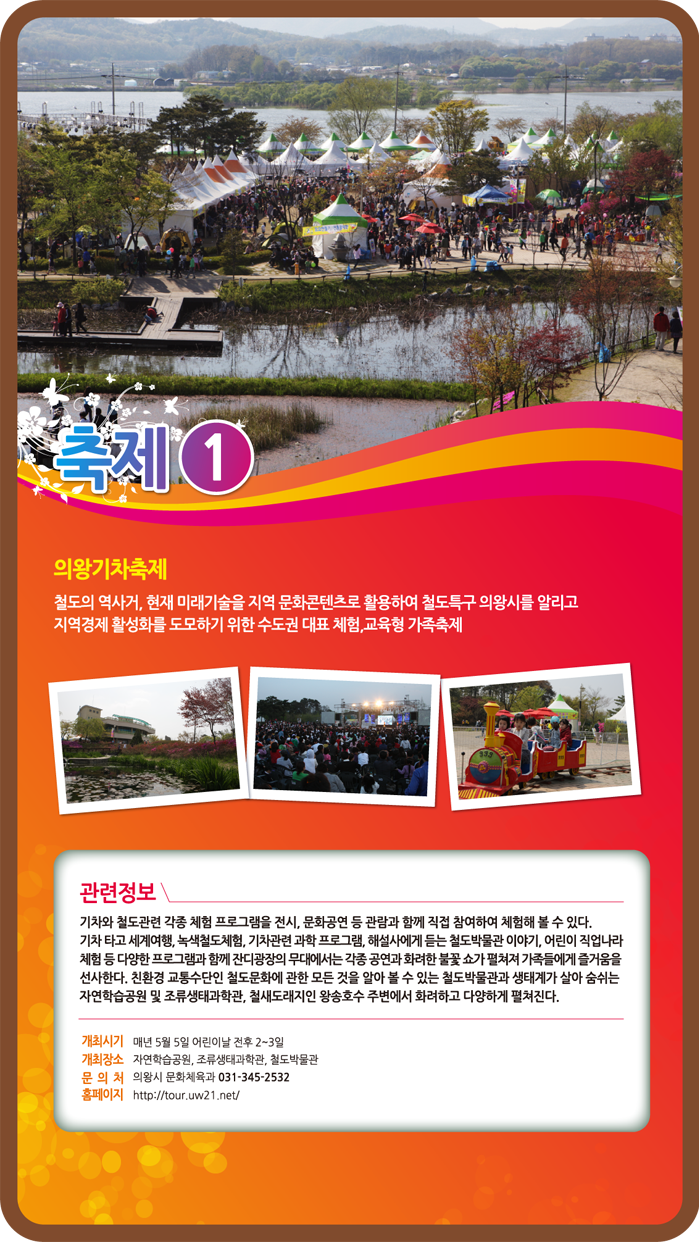 축제 1
의왕기차축제
철도의 역사거, 현재 미래기술을 지역 문화콘텐츠로 활용하여 철도특구 의왕시를 알리고
지역경제 활성화를 도모하기 위한 수도권 대표 체험,교육형 가족축제
관련정보
기차와 철도관련 각종 체험 프로그램을 전시, 문화공연 등 관람과 함께 직접 참여하여 체험해 볼 수 있다.
기차 타고 세계여행, 녹색철도체험, 기차관련 과학 프로그램, 해설사에게 듣는 철도박물관 이야기, 어린이 직업나라
체험 등 다양한 프로그램과 함께 잔디광장의 무대에서는 각종 공연과 화려한 불꽃 쇼가 펼쳐져 가족들에게 즐거움을
선사한다. 친환경 교통수단인 철도문화에 관한 모든 것을 알아 볼 수 있는 철도박물관과 생태계가 살아 숨쉬는
자연학습공원 및 조류생태과학관, 철새도래지인 왕송호수 주변에서 화려하고 다양하게 펼쳐진다.
개최시기 매년 5월 5일 어린이날 전후 2~3일
개최장소 자연학습공원, 조류생태과학관, 철도박물관
문 의 처 의왕시 문화체육과 031-345-2532
홈페이지 http://tour.uw21.net/